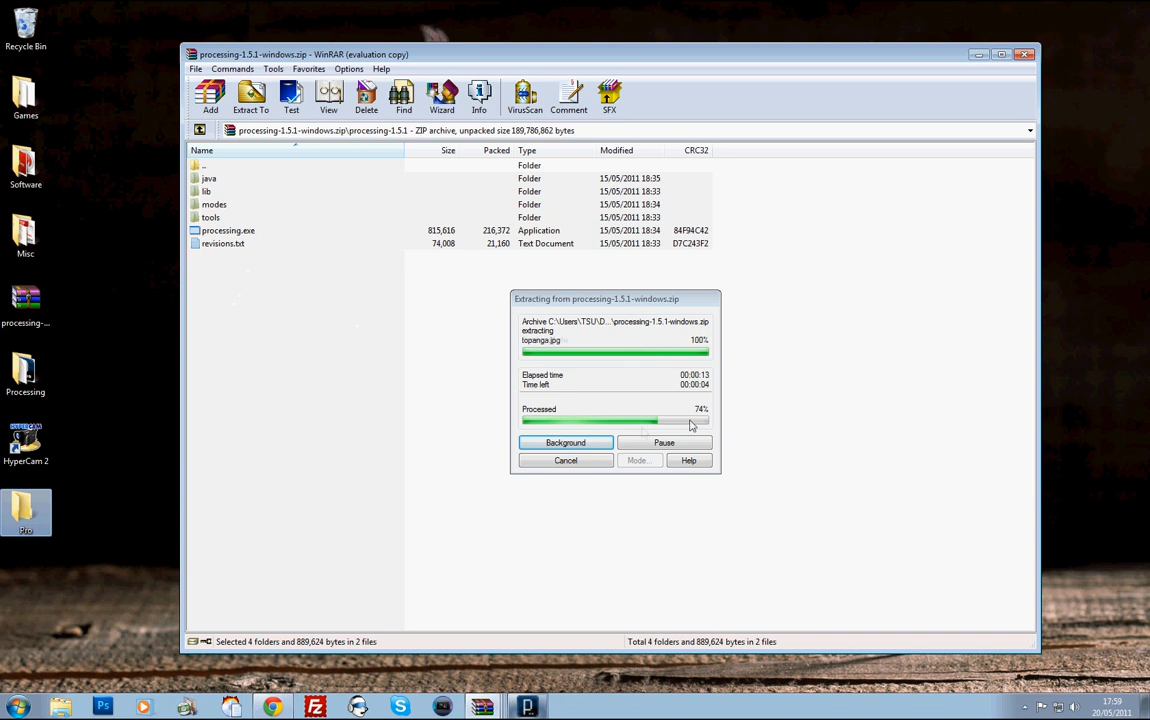 Recycle Bin
Games
Software
Misc
processing-...
Processing
HyperCam 2
Pro
processing-1.5.1-windows.zip - WinRAR (evaluation copy)
File Commands Tools Favorites Options Help
Add Extract To Test View Delete Find Wizard Info VirusScan Comment SFX
processing-1.5.1-windows.zip\processing-1.5.1 - ZIP archive, unpacked size 189,786,862 bytes
Name Size Packed Type Modified CRC32
.. Folder
java Folder 15/05/2011 18:35
lib Folder 15/05/2011 18:33
modes Folder 15/05/2011 18:34
tools Folder 15/05/2011 18:33
processing.exe 815,616 216,372 Application 15/05/2011 18:34 84F94C42
revisions.txt 74,008 21,160 Text Document 15/05/2011 18:33 D7C243F2
Extracting from processing-1.5.1-windows.zip
Archive C:\Users\TSU\D...\processing-1.5.1-windows.zip
extracting
topanga.jpg 100%
Elapsed time 00:00:13
Time left 00:00:04
Processed 74%
Background Pause
Cancel Mode... Help
Selected 4 folders and 889,624 bytes in 2 files Total 4 folders and 889,624 bytes in 2 files
Ps
Fz
P
17:59
20/05/2011